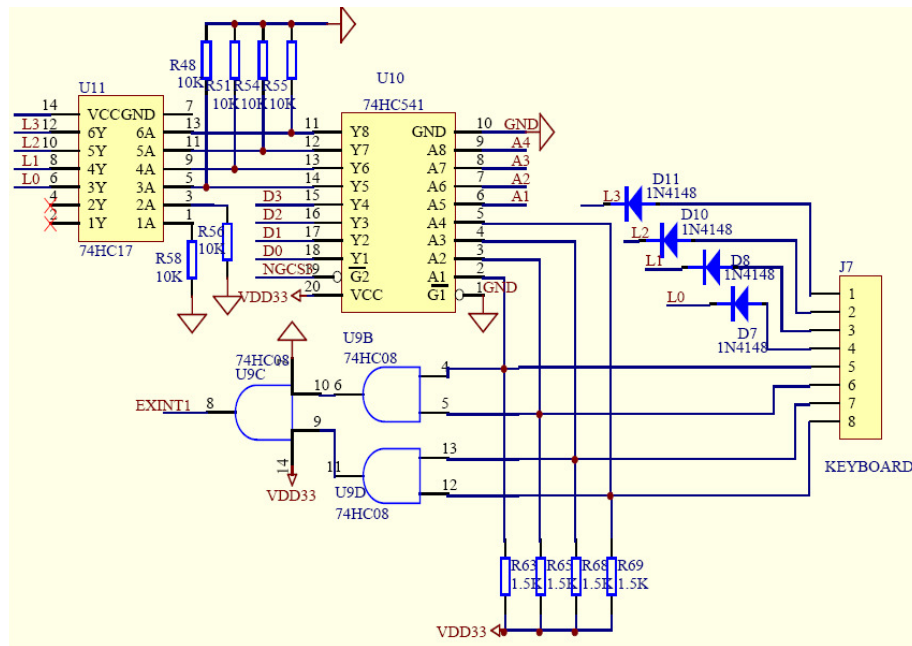 R48
10K
R51
10K
R54
10K
R55
10K
U11
14 VCC GND 7
L3 12 6Y 6A 13
L2 10 5Y 5A 11
L1 8 4Y 4A 9
L0 6 3Y 3A 5
4 2Y 2A 3
2 1Y 1A 1
74HC17
R56
10K
R58
10K
U10
74HC541
11 Y8 GND 10 GND
12 Y7 A8 9 A4
13 Y6 A7 8 A3
14 Y5 A6 7 A2
D3 15 Y4 A5 6 A1
D2 16 Y3 A4 5
D1 17 Y2 A3 4
D0 18 Y1 A2 3
NGCS3 19 G2 A1 2
VDD33 20 VCC G1 1 GND
L3 D11
1N4148
L2 D10
1N4148
L1 D8
1N4148
L0 D7
1N4148
J7
1
2
3
4
5
6
7
8
KEYBOARD
U9B
74HC08
4
5
6
74HC08
U9C
10
9
EXINT1 8
14
VDD33
13
12
11
U9D
74HC08
R63
1.5K
R65
1.5K
R68
1.5K
R69
1.5K
VDD33